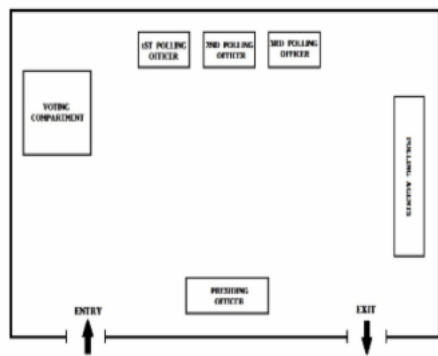 1ST POLLING
OFFICER
2ND POLLING
OFFICER
3RD POLLING
OFFICER
VOTING
COMPARTMENT
POLLING AGENTS
PRESIDING
OFFICER
ENTRY
EXIT